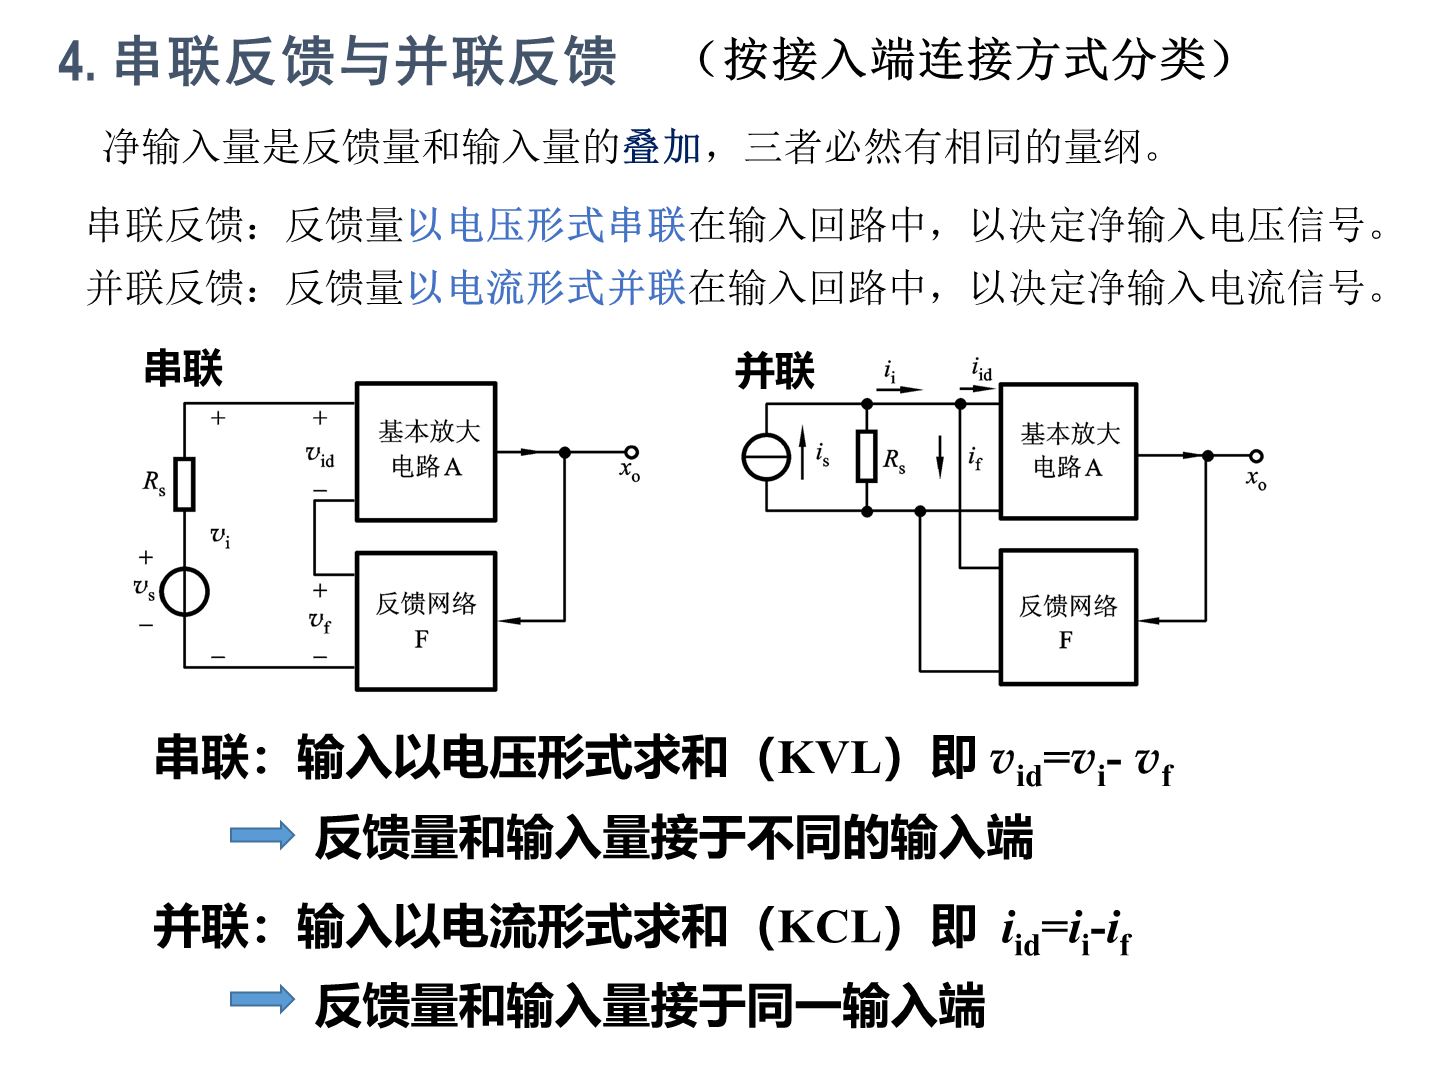 4. 串联反馈与并联反馈 （按接入端连接方式分类）
净输入量是反馈量和输入量的叠加，三者必然有相同的量纲。
串联反馈：反馈量以电压形式串联在输入回路中，以决定净输入电压信号。
并联反馈：反馈量以电流形式并联在输入回路中，以决定净输入电流信号。
串联
+
+
vid
−
Rs
vi
+
vs
−
+
vf
−
−
基本放大
电路A
反馈网络
F
xo
并联
ii
iid
is
Rs
if
基本放大
电路A
反馈网络
F
xo
串联：输入以电压形式求和（KVL）即 vid=vi- vf
反馈量和输入量接于不同的输入端
并联：输入以电流形式求和（KCL）即 iid=ii-if
反馈量和输入量接于同一输入端